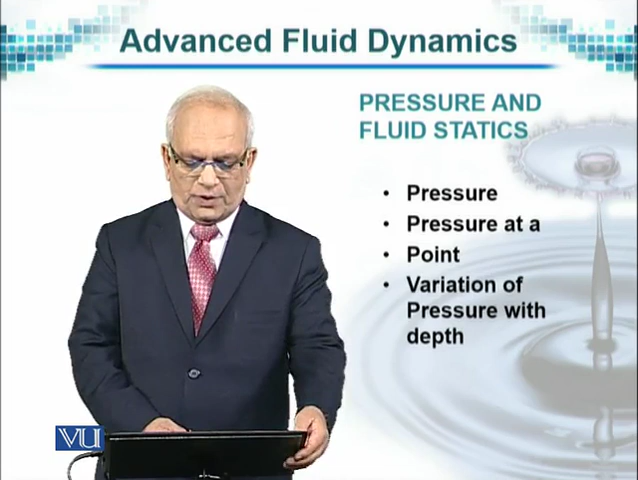 Advanced Fluid Dynamics
PRESSURE AND
FLUID STATICS
• Pressure
• Pressure at a
• Point
• Variation of
Pressure with
depth
VU